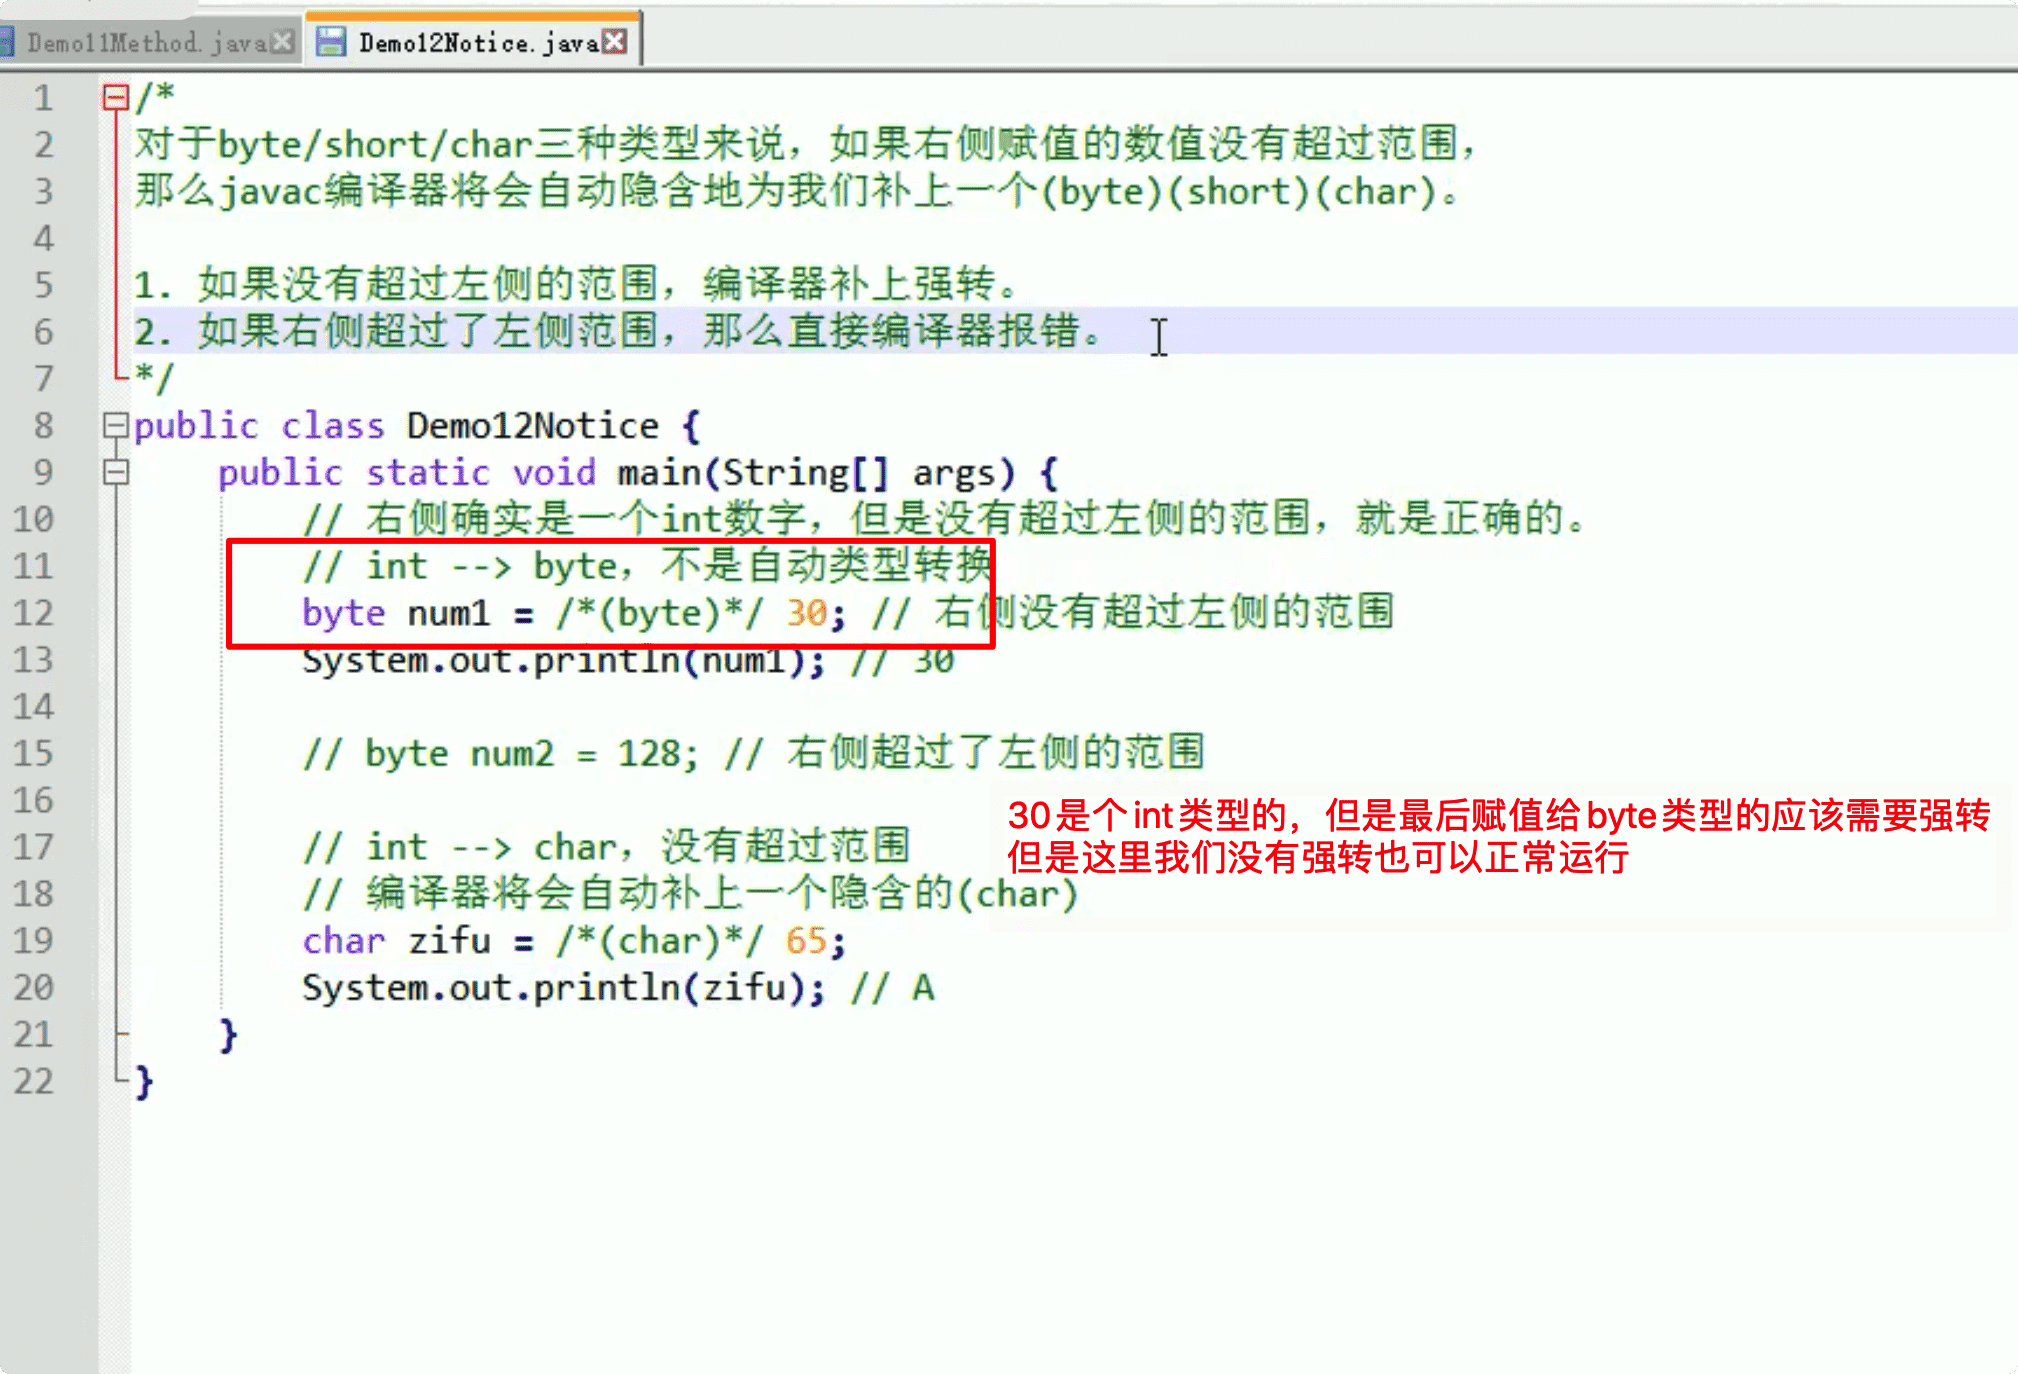 Demo11Method.java
Demo12Notice.java
1 /*
2 对于byte/short/char三种类型来说，如果右侧赋值的数值没有超过范围，
3 那么javac编译器将会自动隐含地为我们补上一个(byte)(short)(char)。
4
5 1. 如果没有超过左侧的范围，编译器补上强转。
6 2. 如果右侧超过了左侧范围，那么直接编译器报错。
7 */
8 public class Demo12Notice {
9 public static void main(String[] args) {
10 // 右侧确实是一个int数字，但是没有超过左侧的范围，就是正确的。
11 // int --> byte，不是自动类型转换
12 byte num1 = /*(byte)*/ 30; // 右侧没有超过左侧的范围
13 System.out.println(num1); // 30
14
15 // byte num2 = 128; // 右侧超过了左侧的范围
16
30是个int类型的，但是最后赋值给byte类型的应该需要强转
但是这里我们没有强转也可以正常运行
17 // int --> char，没有超过范围
18 // 编译器将会自动补上一个隐含的(char)
19 char zifu = /*(char)*/ 65;
20 System.out.println(zifu); // A
21 }
22 }